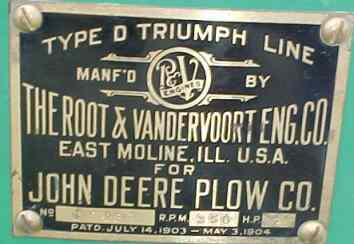 TYPE D TRIUMPH LINE
MANF'D R&V ENGINES BY
THE ROOT & VANDERVOORT ENG. CO.
EAST MOLINE, ILL. U.S.A.
FOR
JOHN DEERE PLOW CO.
No R.P.M. H.P.
PATD. JULY 14, 1903 – MAY 3, 1904